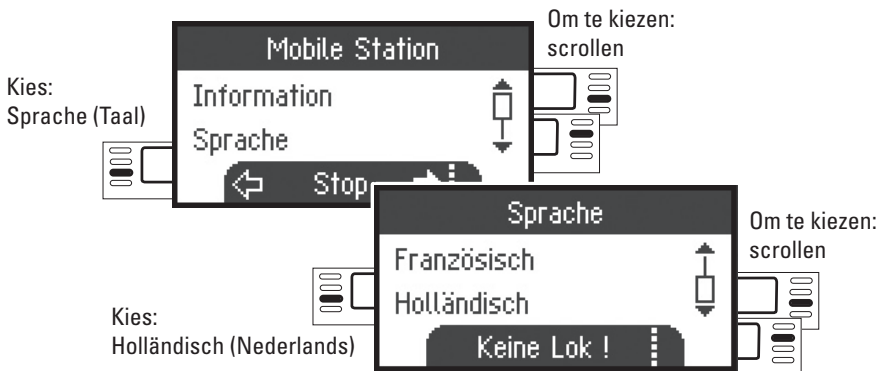 Om te kiezen:
scrollen
Mobile Station
Kies:
Sprache (Taal)
Information
Sprache
Stop
Sprache
Om te kiezen:
scrollen
Französisch
Holländisch
Kies:
Holländisch (Nederlands)
Keine Lok !